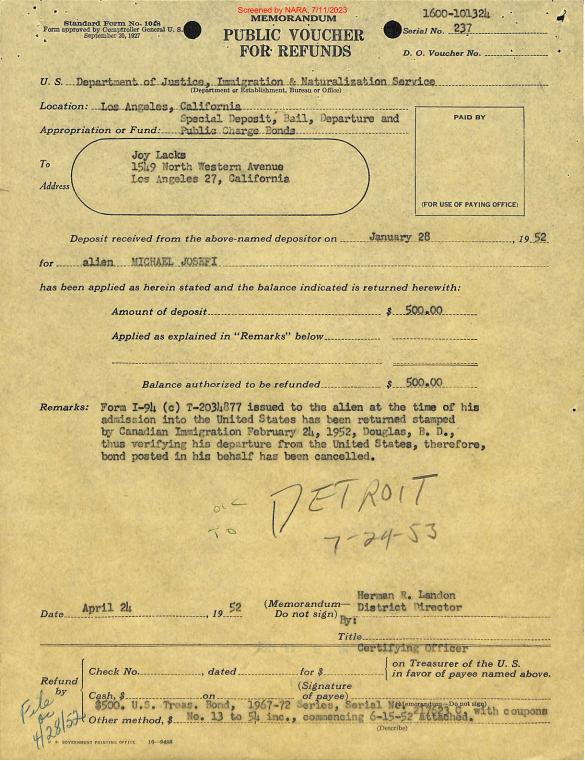 Screened by NARA, 7/11/2023
Standard Form No. 1048
Form approved by Comptroller General U. S.
September 30, 1927
MEMORANDUM
PUBLIC VOUCHER
FOR REFUNDS
1600-101324
Serial No. 237
D. O. Voucher No.
U. S. Department of Justice, Immigration & Naturalization Service
(Department or Establishment, Bureau or Office)
Location: Los Angeles, California
Special Deposit, Bail, Departure and
Appropriation or Fund: Public Charge Bonds
PAID BY
(FOR USE OF PAYING OFFICE)
To
Address
Joy Lacks
1549 North Western Avenue
Los Angeles 27, California
Deposit received from the above-named depositor on January 28, 19 52
for alien MICHAEL JOSEFI
has been applied as herein stated and the balance indicated is returned herewith:
Amount of deposit $ 500.00
Applied as explained in "Remarks" below
Balance authorized to be refunded $ 500.00
Remarks: Form I-94 (c) T-2034877 issued to the alien at the time of his
admission into the United States has been returned stamped
by Canadian Immigration February 24, 1952, Douglas, B. D.,
thus verifying his departure from the United States, therefore,
bond posted in his behalf has been cancelled.
DETROIT
TO
7-24-53
Date April 24, 19 52
(Memorandum—
Do not sign)
Herman R. Landon
District Director
By:
Title
Certifying Officer
Refund
by
Check No., dated for $
on Treasurer of the U. S.
in favor of payee named above.
Cash, $ on
(Signature
of payee)
(Memorandum—Do not sign)
$500. U.S. Treas. Bond, 1967-72 Series, Serial No. C, with coupons
Other method, $ No. 13 to 54 inc., commencing 6-15-52 attached.
(Describe)
File
4/28/52
U. S. GOVERNMENT PRINTING OFFICE 16—9488